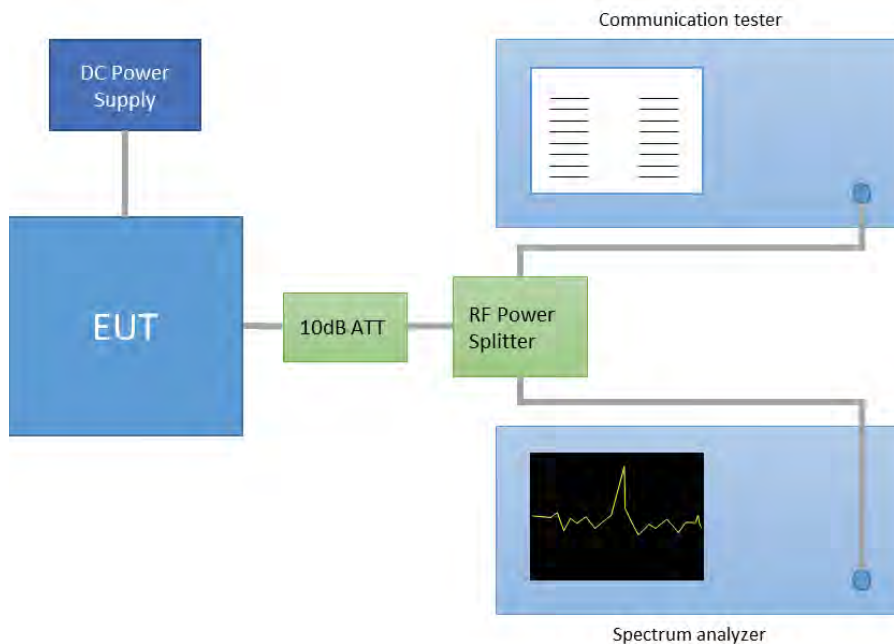 Communication tester
DC Power
Supply
EUT
10dB ATT
RF Power
Splitter
Spectrum analyzer